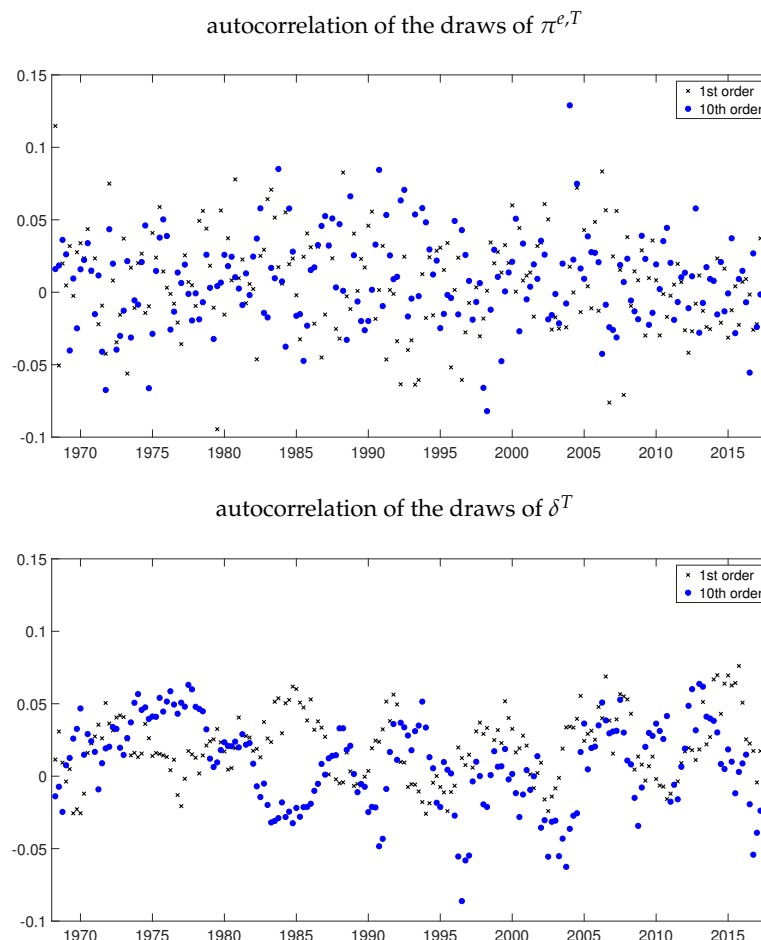 autocorrelation of the draws of π^{e,T}
0.15
1st order
10th order
0.1
0.05
0
-0.05
-0.1
1970 1975 1980 1985 1990 1995 2000 2005 2010 2015
autocorrelation of the draws of δ^T
0.15
1st order
10th order
0.1
0.05
0
-0.05
-0.1
1970 1975 1980 1985 1990 1995 2000 2005 2010 2015